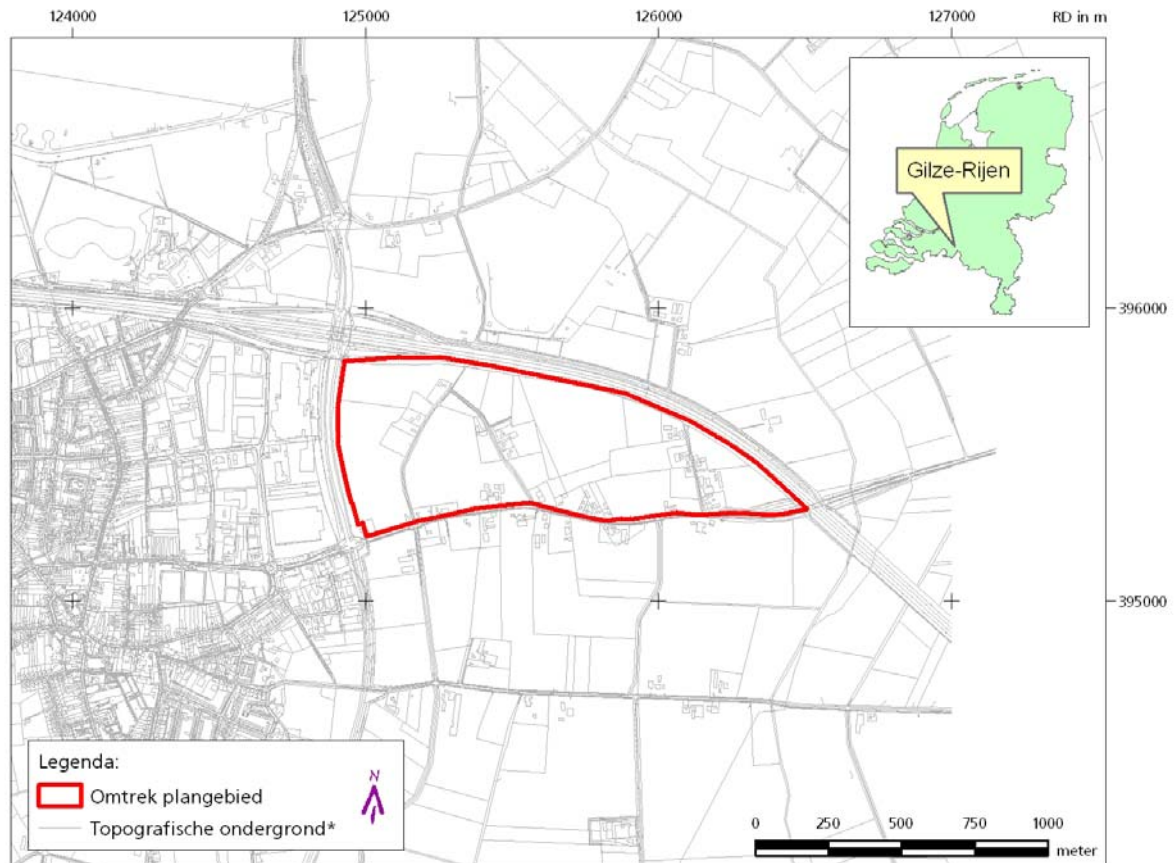 124000
125000
126000
127000
RD in m
Gilze-Rijen
396000
395000
Legenda:
N
Omtrek plangebied
Topografische ondergrond*
0 250 500 750 1000
meter